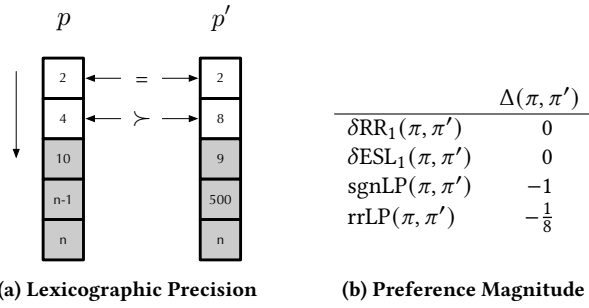 p p′
2 = 2
4 ≻ 8
10 9
n-1 500
n n
(a) Lexicographic Precision
Δ(π, π′)
δRR₁(π, π′) 0
δESL₁(π, π′) 0
sgnLP(π, π′) −1
rrLP(π, π′) −1/8
(b) Preference Magnitude